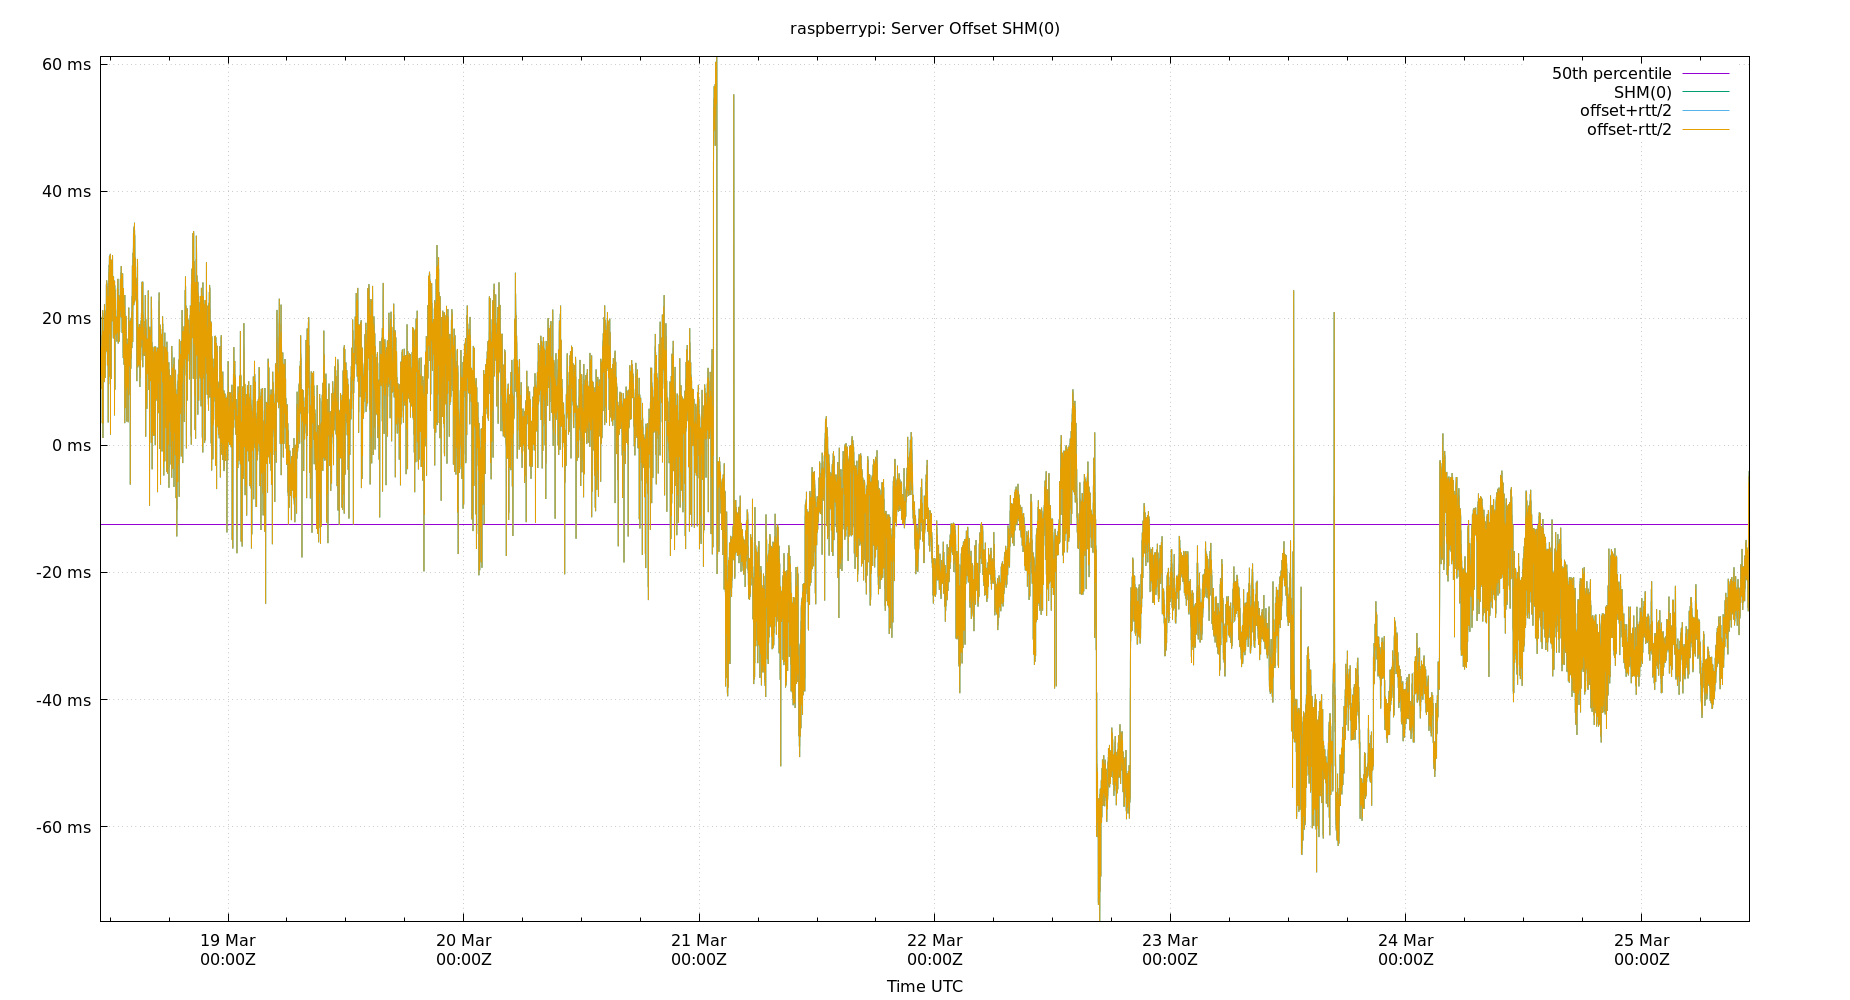 raspberrypi: Server Offset SHM(0)
60 ms
40 ms
20 ms
0 ms
-20 ms
-40 ms
-60 ms
50th percentile
SHM(0)
offset+rtt/2
offset-rtt/2
19 Mar 20 Mar 21 Mar 22 Mar 23 Mar 24 Mar 25 Mar
00:00Z 00:00Z 00:00Z 00:00Z 00:00Z 00:00Z 00:00Z
Time UTC